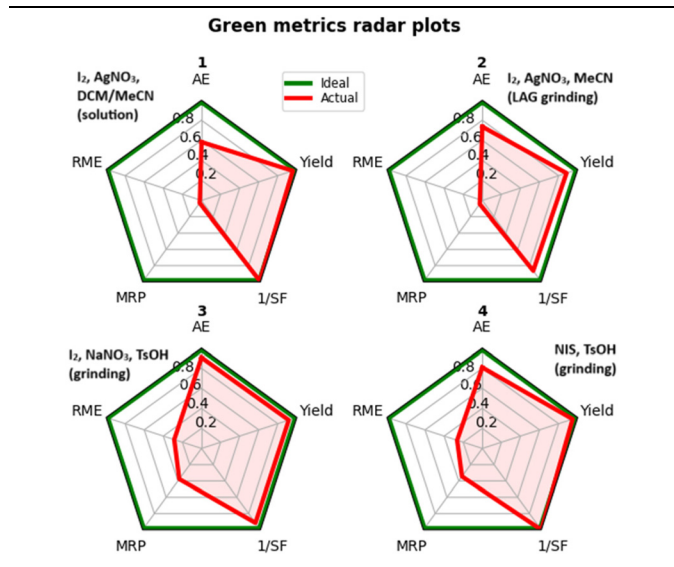 Green metrics radar plots
1
AE
I₂, AgNO₃,
DCM/MeCN
(solution)
0.8
0.6
0.4
0.2
RME
Yield
MRP
1/SF
Ideal
Actual
2
AE
I₂, AgNO₃, MeCN
(LAG grinding)
0.8
0.6
0.4
0.2
RME
Yield
MRP
1/SF
3
AE
I₂, NaNO₃, TsOH
(grinding)
0.8
0.6
0.4
0.2
RME
Yield
MRP
1/SF
4
AE
NIS, TsOH
(grinding)
0.8
0.6
0.4
0.2
RME
Yield
MRP
1/SF